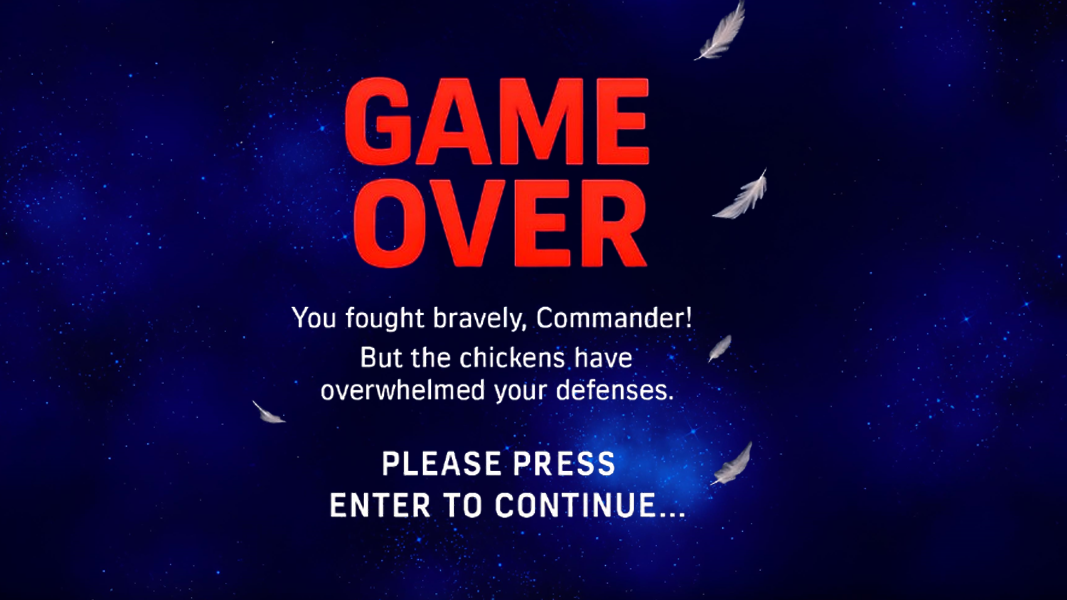 GAME
OVER
You fought bravely, Commander!
But the chickens have
overwhelmed your defenses.
PLEASE PRESS
ENTER TO CONTINUE...